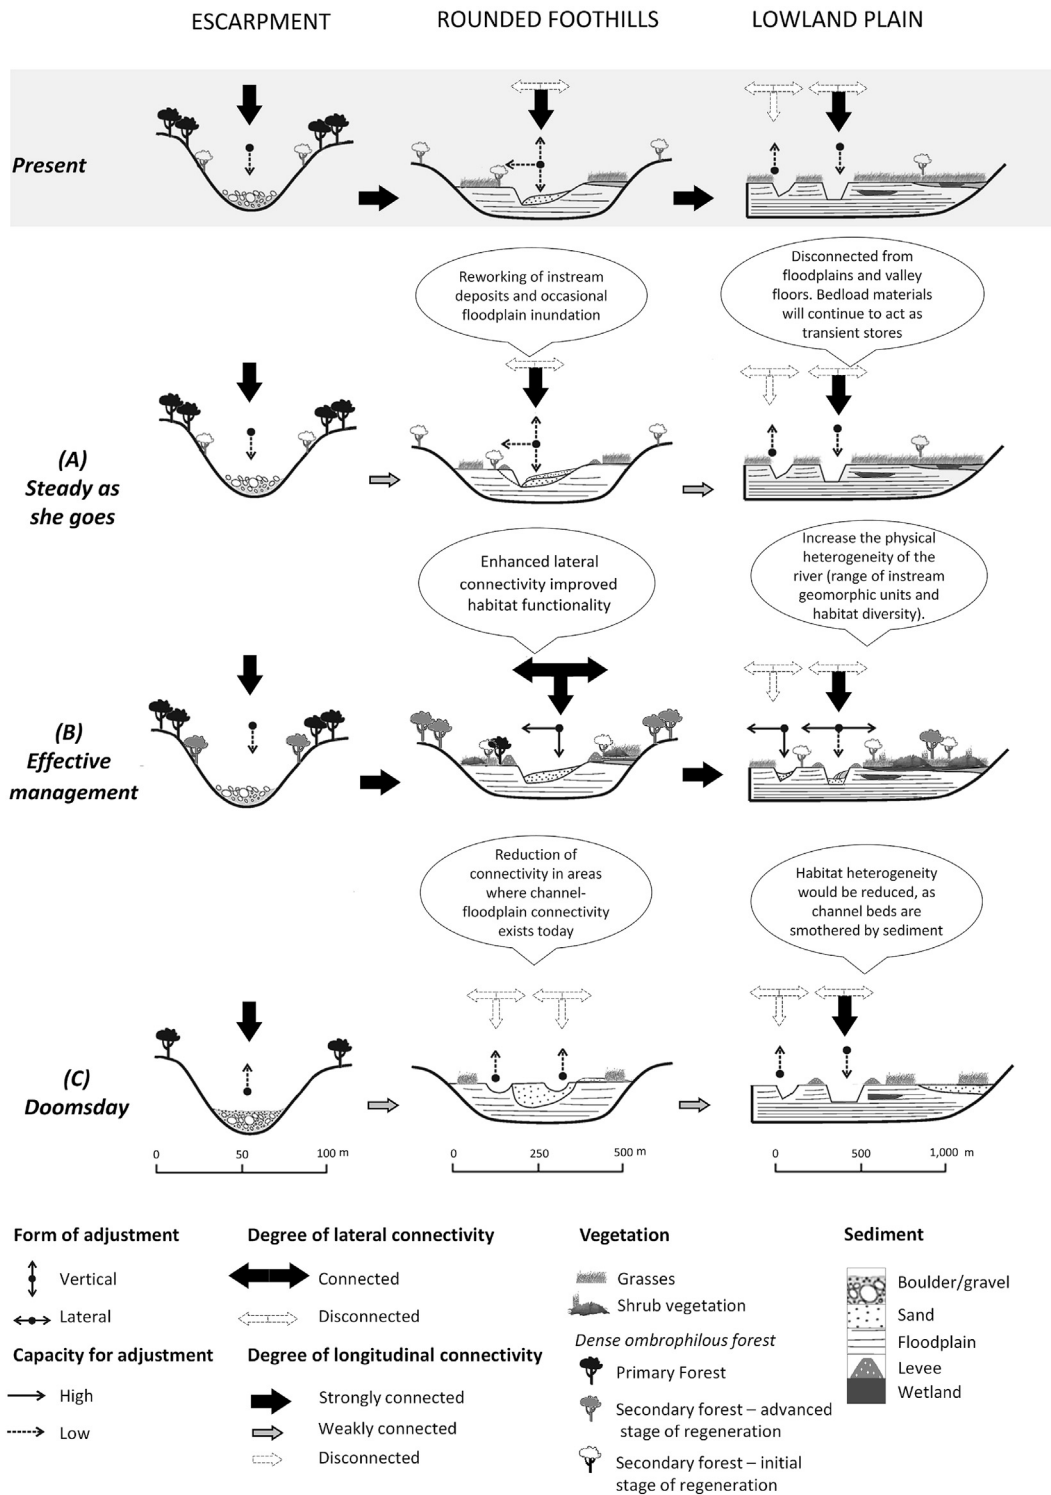 ESCARPMENT
ROUNDED FOOTHILLS
LOWLAND PLAIN
Present
Reworking of instream
deposits and occasional
floodplain inundation
Disconnected from
floodplains and valley
floors. Bedload materials
will continue to act as
transient stores
(A)
Steady as
she goes
Enhanced lateral
connectivity improved
habitat functionality
Increase the physical
heterogeneity of the
river (range of instream
geomorphic units and
habitat diversity).
(B)
Effective
management
Reduction of
connectivity in areas
where channel-
floodplain connectivity
exists today
Habitat heterogeneity
would be reduced, as
channel beds are
smothered by sediment
(C)
Doomsday
0 50 100 m
0 250 500 m
0 500 1,000 m
Form of adjustment
Vertical
Lateral
Capacity for adjustment
High
Low
Degree of lateral connectivity
Connected
Disconnected
Degree of longitudinal connectivity
Strongly connected
Weakly connected
Disconnected
Vegetation
Grasses
Shrub vegetation
Dense ombrophilous forest
Primary Forest
Secondary forest – advanced
stage of regeneration
Secondary forest – initial
stage of regeneration
Sediment
Boulder/gravel
Sand
Floodplain
Levee
Wetland